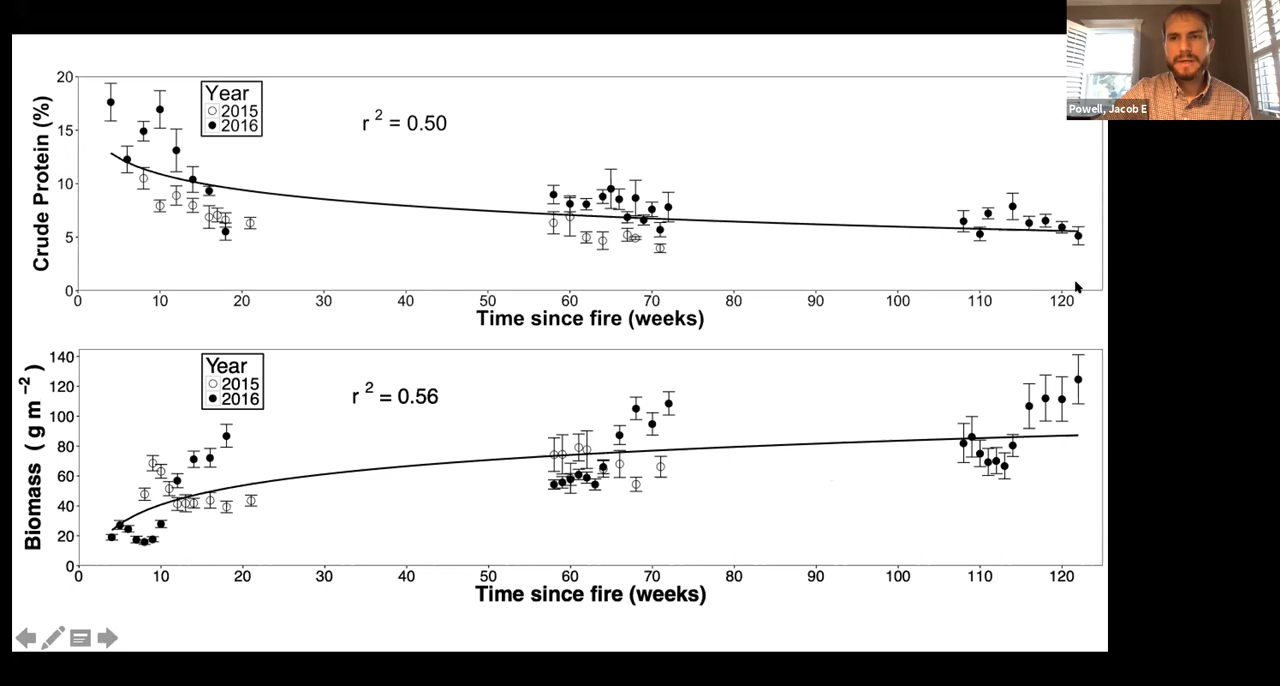 Powell, Jacob E
Crude Protein (%)
20
15
10
5
0
Year
2015
2016
r 2 = 0.50
0 10 20 30 40 50 60 70 80 90 100 110 120
Time since fire (weeks)
Biomass ( g m −2 )
140
120
100
80
60
40
20
0
Year
2015
2016
r 2 = 0.56
0 10 20 30 40 50 60 70 80 90 100 110 120
Time since fire (weeks)